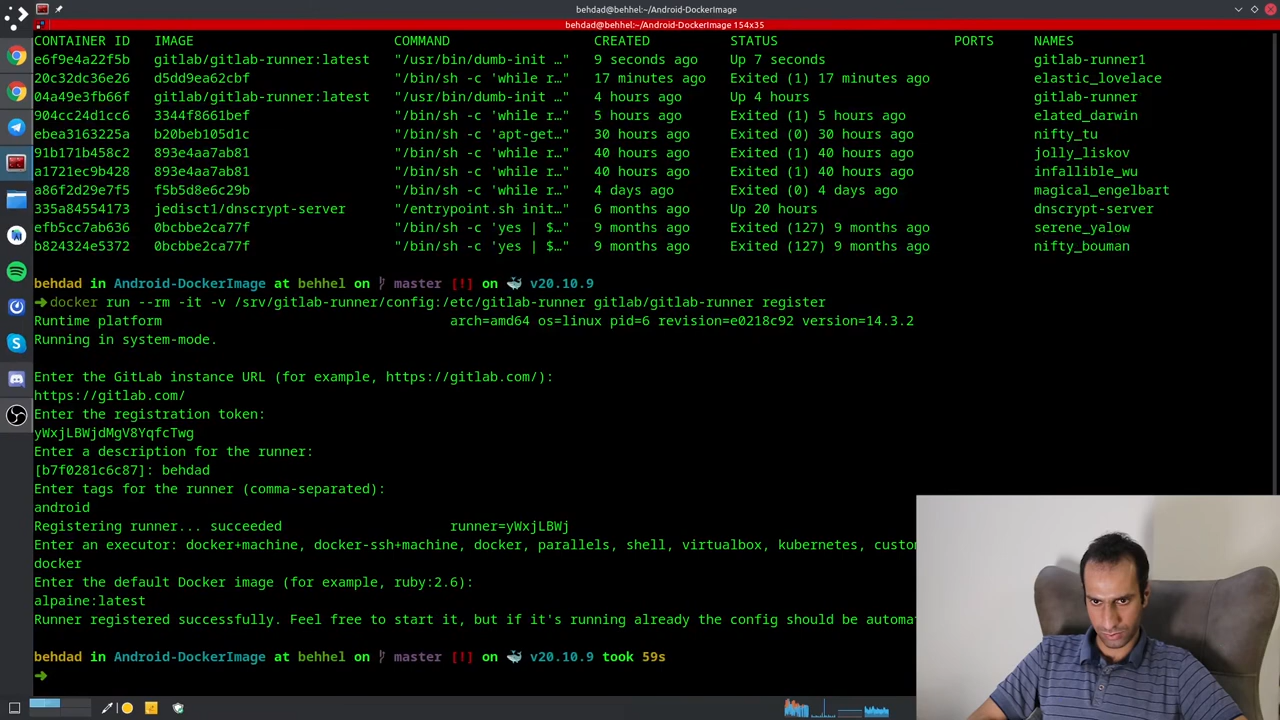 behdad@behhel:~/Android-DockerImage
behdad@behhel:~/Android-DockerImage 154x35
CONTAINER ID IMAGE COMMAND CREATED STATUS PORTS NAMES
e6f9e4a22f5b gitlab/gitlab-runner:latest "/usr/bin/dumb-init …" 9 seconds ago Up 7 seconds gitlab-runner1
20c32dc36e26 d5dd9ea62cbf "/bin/sh -c 'while r…" 17 minutes ago Exited (1) 17 minutes ago elastic_lovelace
04a49e3fb66f gitlab/gitlab-runner:latest "/usr/bin/dumb-init …" 4 hours ago Up 4 hours gitlab-runner
904cc24d1cc6 3344f8661bef "/bin/sh -c 'while r…" 5 hours ago Exited (1) 5 hours ago elated_darwin
ebea3163225a b20beb105d1c "/bin/sh -c 'apt-get…" 30 hours ago Exited (0) 30 hours ago nifty_tu
91b171b458c2 893e4aa7ab81 "/bin/sh -c 'while r…" 40 hours ago Exited (1) 40 hours ago jolly_liskov
a1721ec9b428 893e4aa7ab81 "/bin/sh -c 'while r…" 40 hours ago Exited (1) 40 hours ago infallible_wu
a86f2d29e7f5 f5b5d8e6c29b "/bin/sh -c 'while r…" 4 days ago Exited (0) 4 days ago magical_engelbart
335a84554173 jedisct1/dnscrypt-server "/entrypoint.sh init…" 6 months ago Up 20 hours dnscrypt-server
efb5cc7ab636 0bcbbe2ca77f "/bin/sh -c 'yes | $…" 9 months ago Exited (127) 9 months ago serene_yalow
b824324e5372 0bcbbe2ca77f "/bin/sh -c 'yes | $…" 9 months ago Exited (127) 9 months ago nifty_bouman
behdad in Android-DockerImage at behhel on master [!] on 🐳 v20.10.9
➜docker run --rm -it -v /srv/gitlab-runner/config:/etc/gitlab-runner gitlab/gitlab-runner register
Runtime platform arch=amd64 os=linux pid=6 revision=e0218c92 version=14.3.2
Running in system-mode.
Enter the GitLab instance URL (for example, https://gitlab.com/):
https://gitlab.com/
Enter the registration token:
yWxjLBWjdMgV8YqfcTwg
Enter a description for the runner:
[b7f0281c6c87]: behdad
Enter tags for the runner (comma-separated):
android
Registering runner... succeeded runner=yWxjLBWj
Enter an executor: docker+machine, docker-ssh+machine, docker, parallels, shell, virtualbox, kubernetes, custom
docker
Enter the default Docker image (for example, ruby:2.6):
alpaine:latest
Runner registered successfully. Feel free to start it, but if it's running already the config should be automa
behdad in Android-DockerImage at behhel on master [!] on 🐳 v20.10.9 took 59s
➜